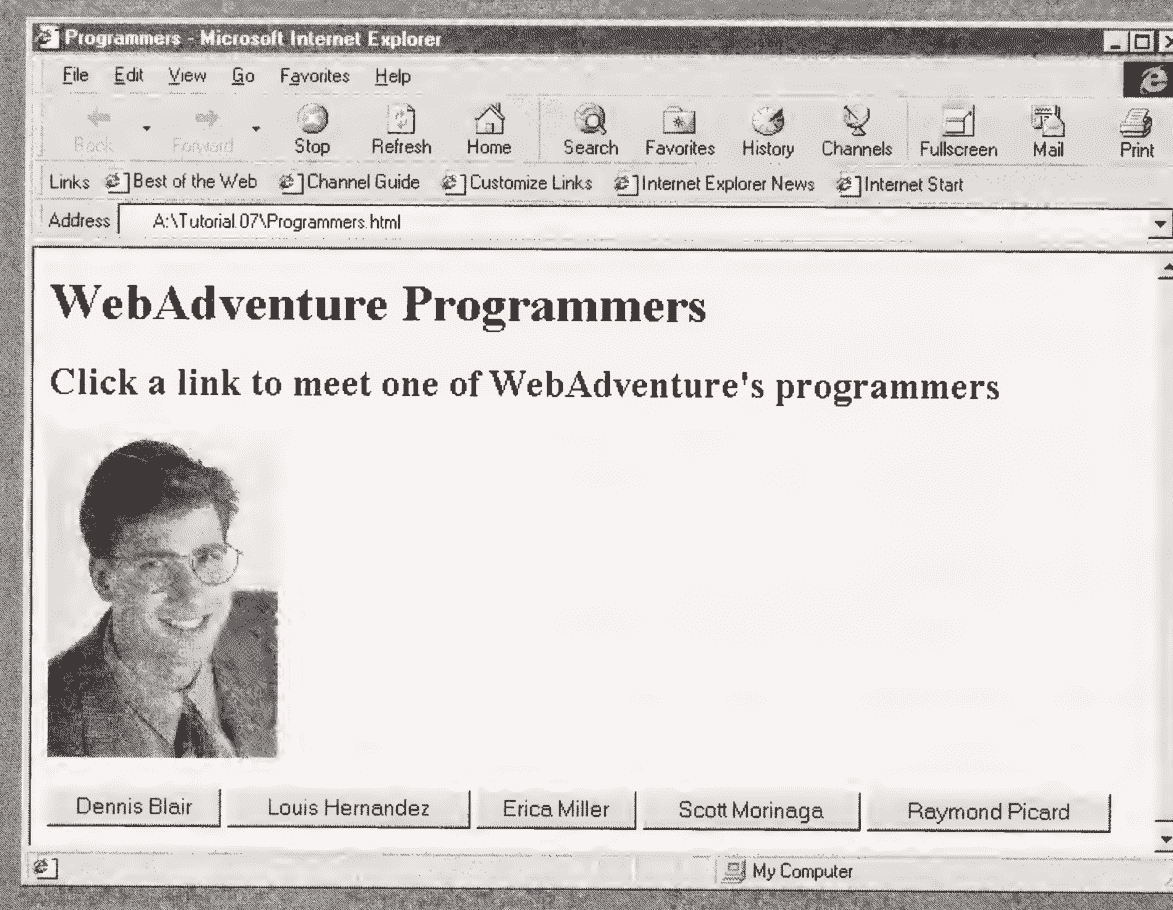 Programmers - Microsoft Internet Explorer
File Edit View Go Favorites Help
Back Forward Stop Refresh Home Search Favorites History Channels Fullscreen Mail Print
Links Best of the Web Channel Guide Customize Links Internet Explorer News Internet Start
Address A:\Tutorial.07\Programmers.html
WebAdventure Programmers
Click a link to meet one of WebAdventure's programmers
Dennis Blair Louis Hernandez Erica Miller Scott Morinaga Raymond Picard
My Computer